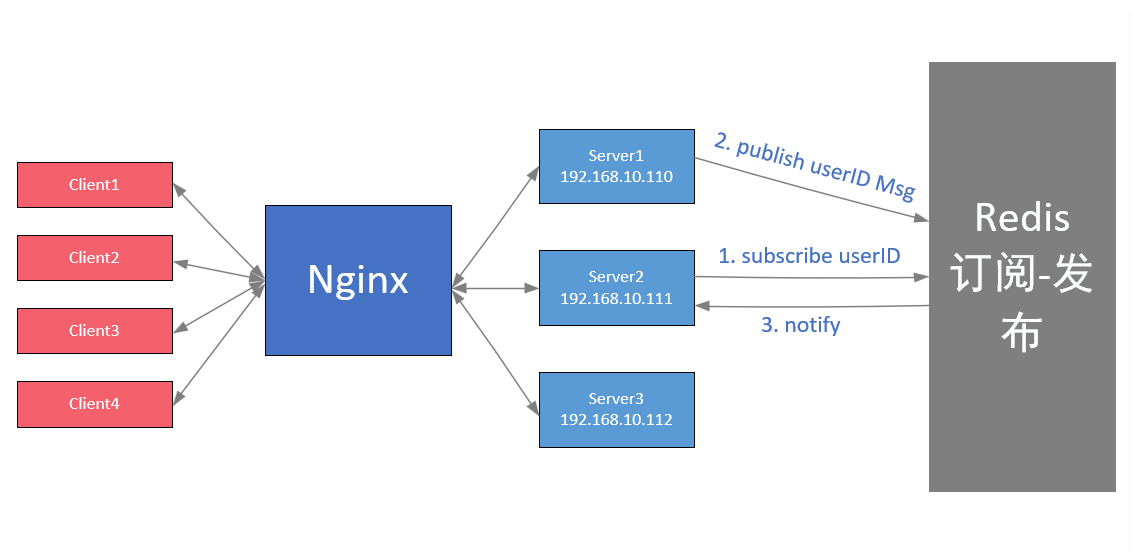 Client1
Client2
Client3
Client4
Nginx
Server1
192.168.10.110
Server2
192.168.10.111
Server3
192.168.10.112
2. publish userID Msg
1. subscribe userID
3. notify
Redis
订阅-发
布